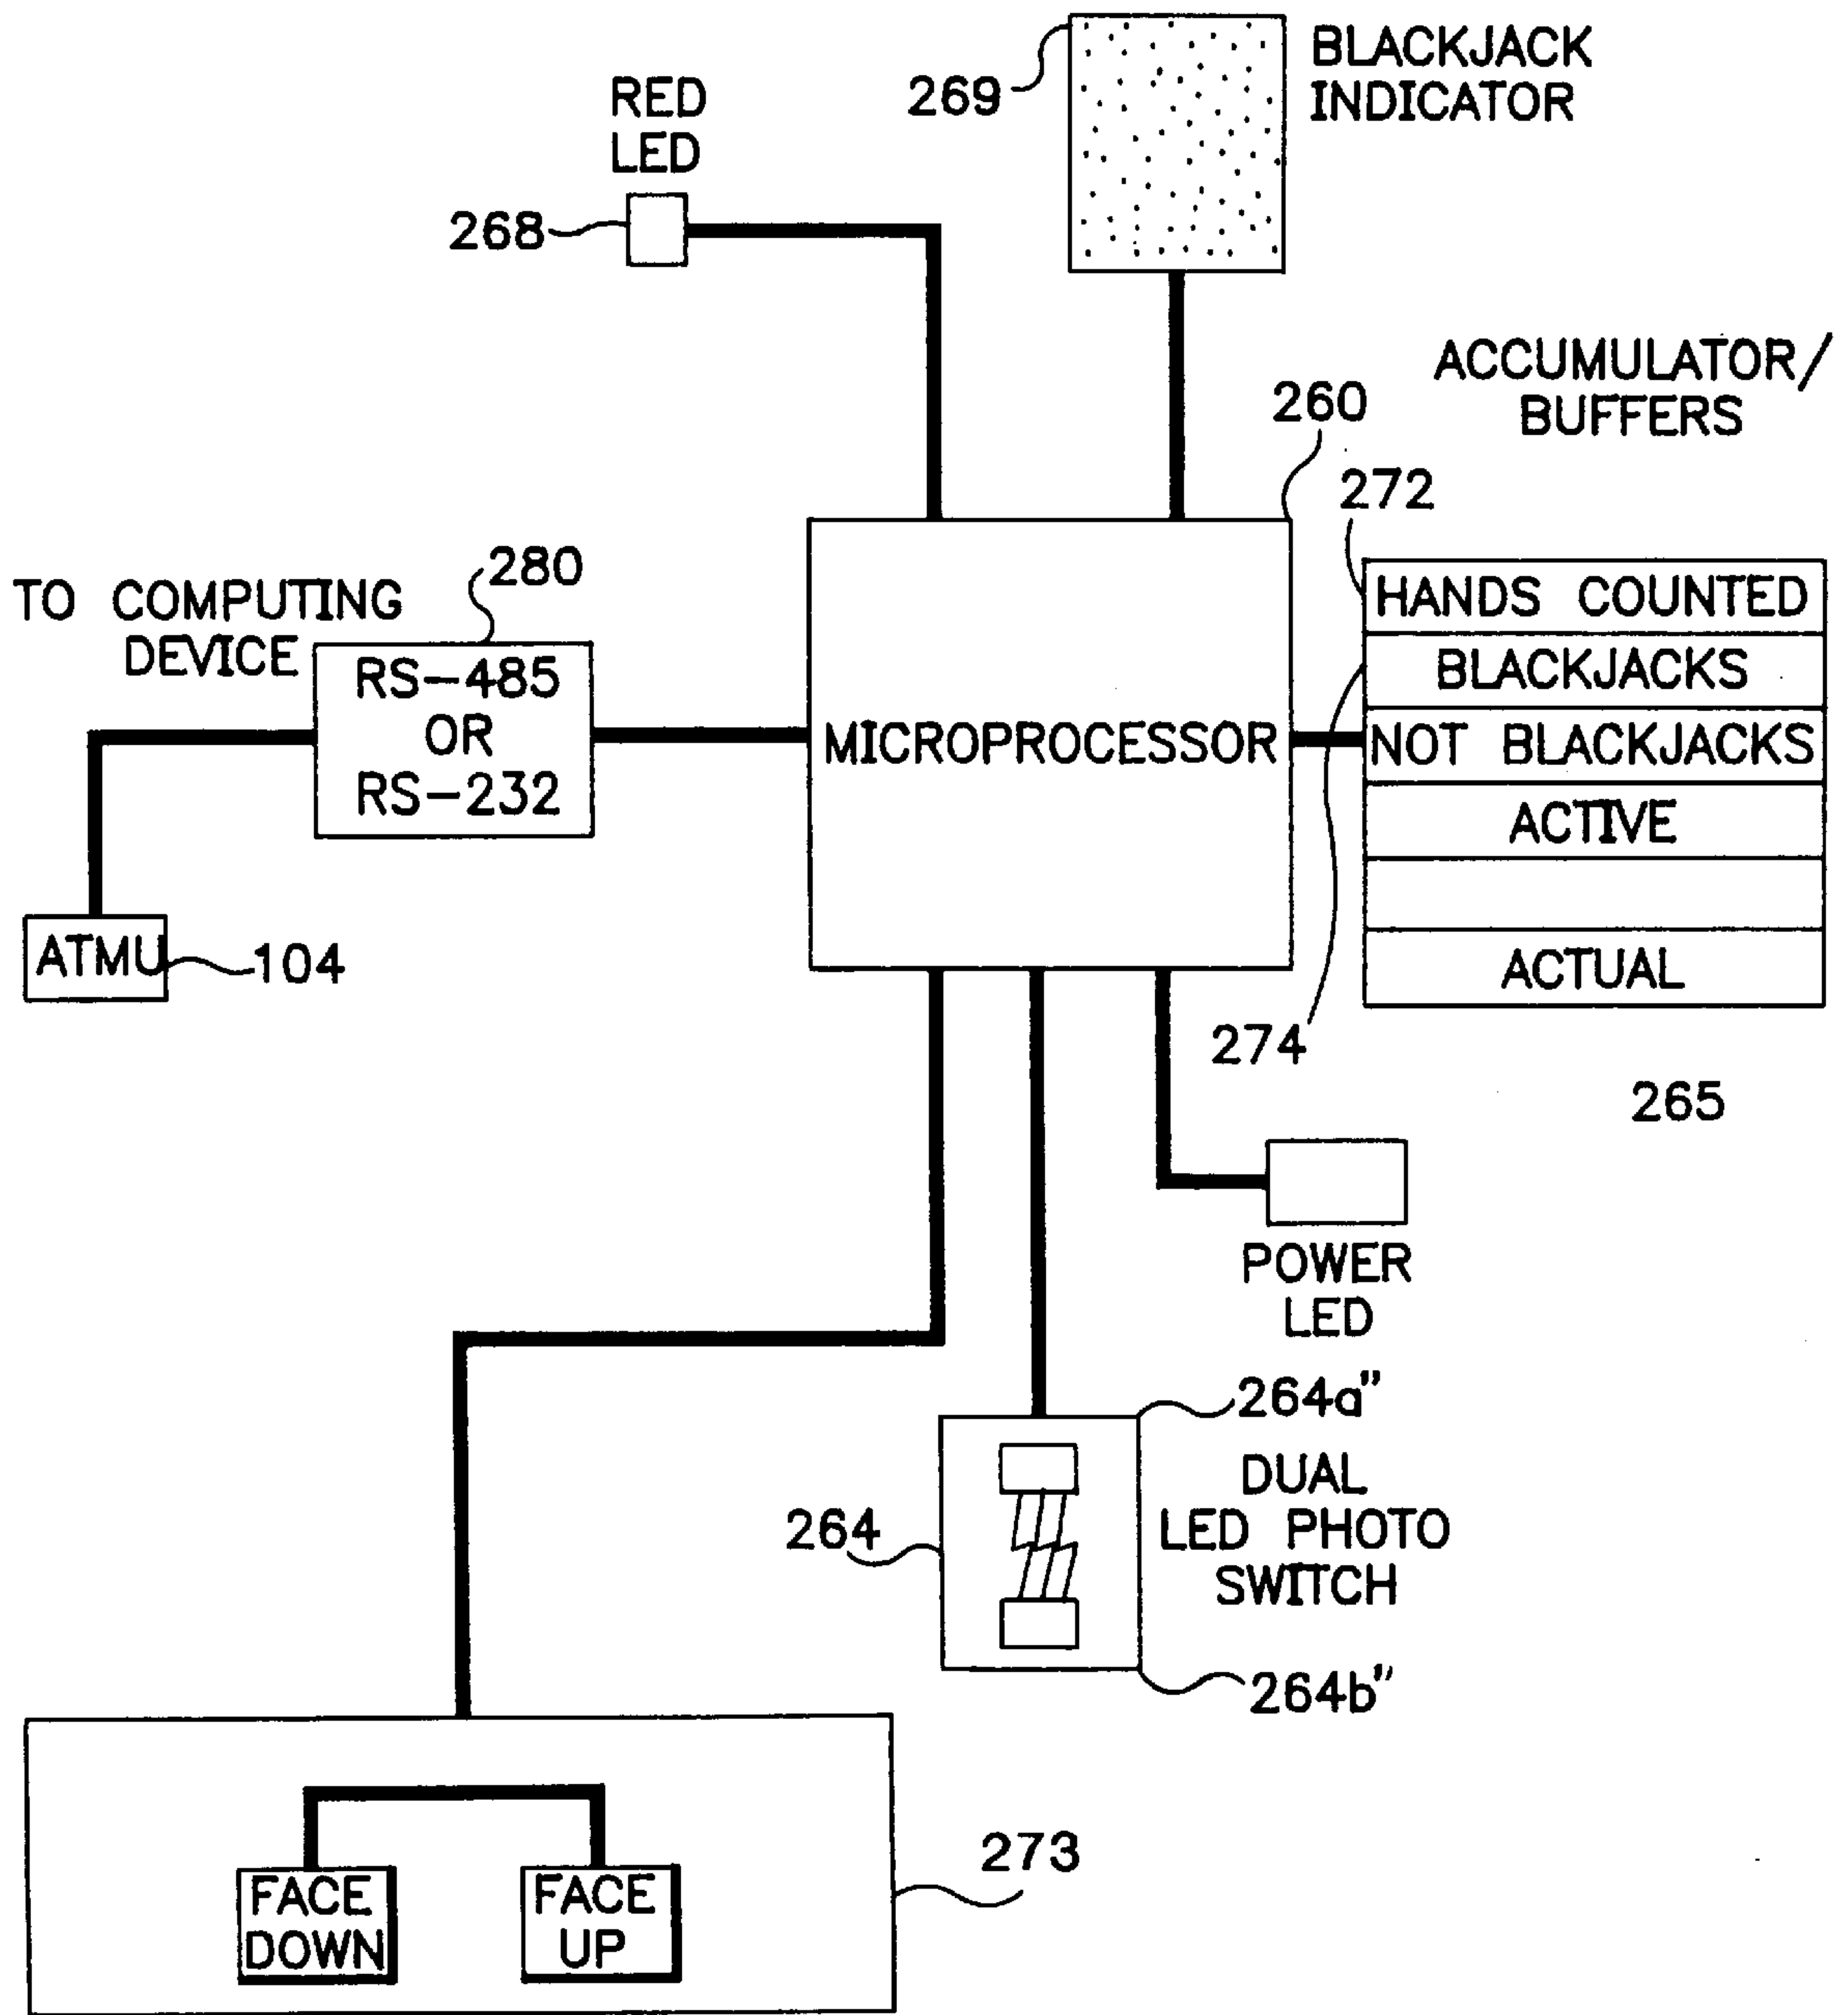 269
BLACKJACK
INDICATOR
RED
LED
268
ACCUMULATOR/
BUFFERS
260
272
280
TO COMPUTING
DEVICE
RS-485
OR
RS-232
MICROPROCESSOR
HANDS COUNTED
BLACKJACKS
NOT BLACKJACKS
ACTIVE
ACTUAL
ATMU
104
274
265
POWER
LED
264a"
DUAL
LED PHOTO
SWITCH
264
264b"
273
FACE
DOWN
FACE
UP